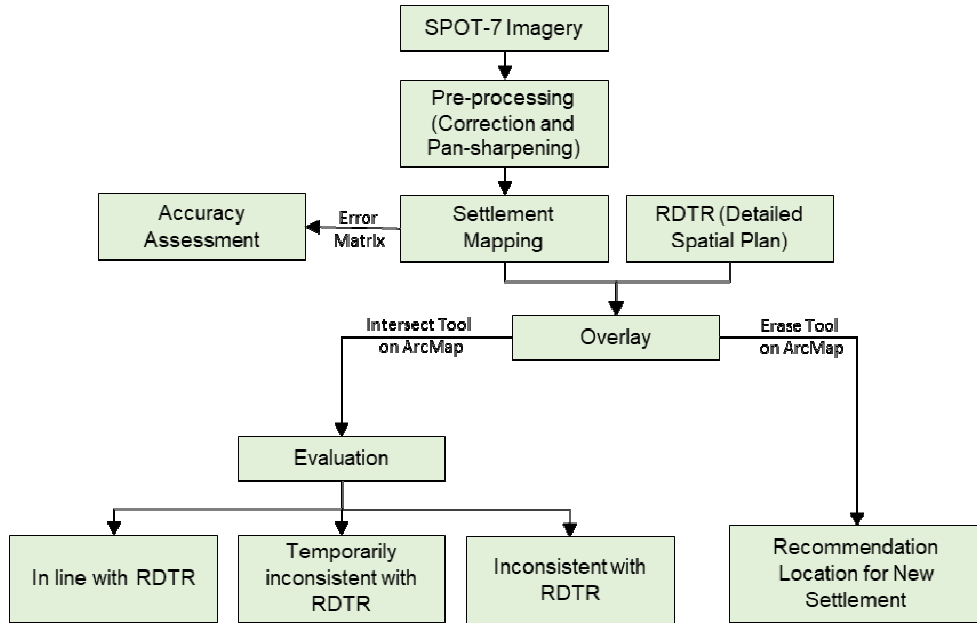 SPOT-7 Imagery
Pre-processing
(Correction and
Pan-sharpening)
Accuracy
Assessment
Error
Matrix
Settlement
Mapping
RDTR (Detailed
Spatial Plan)
Intersect Tool
on ArcMap
Overlay
Erase Tool
on ArcMap
Evaluation
In line with RDTR
Temporarily
inconsistent with
RDTR
Inconsistent with
RDTR
Recommendation
Location for New
Settlement